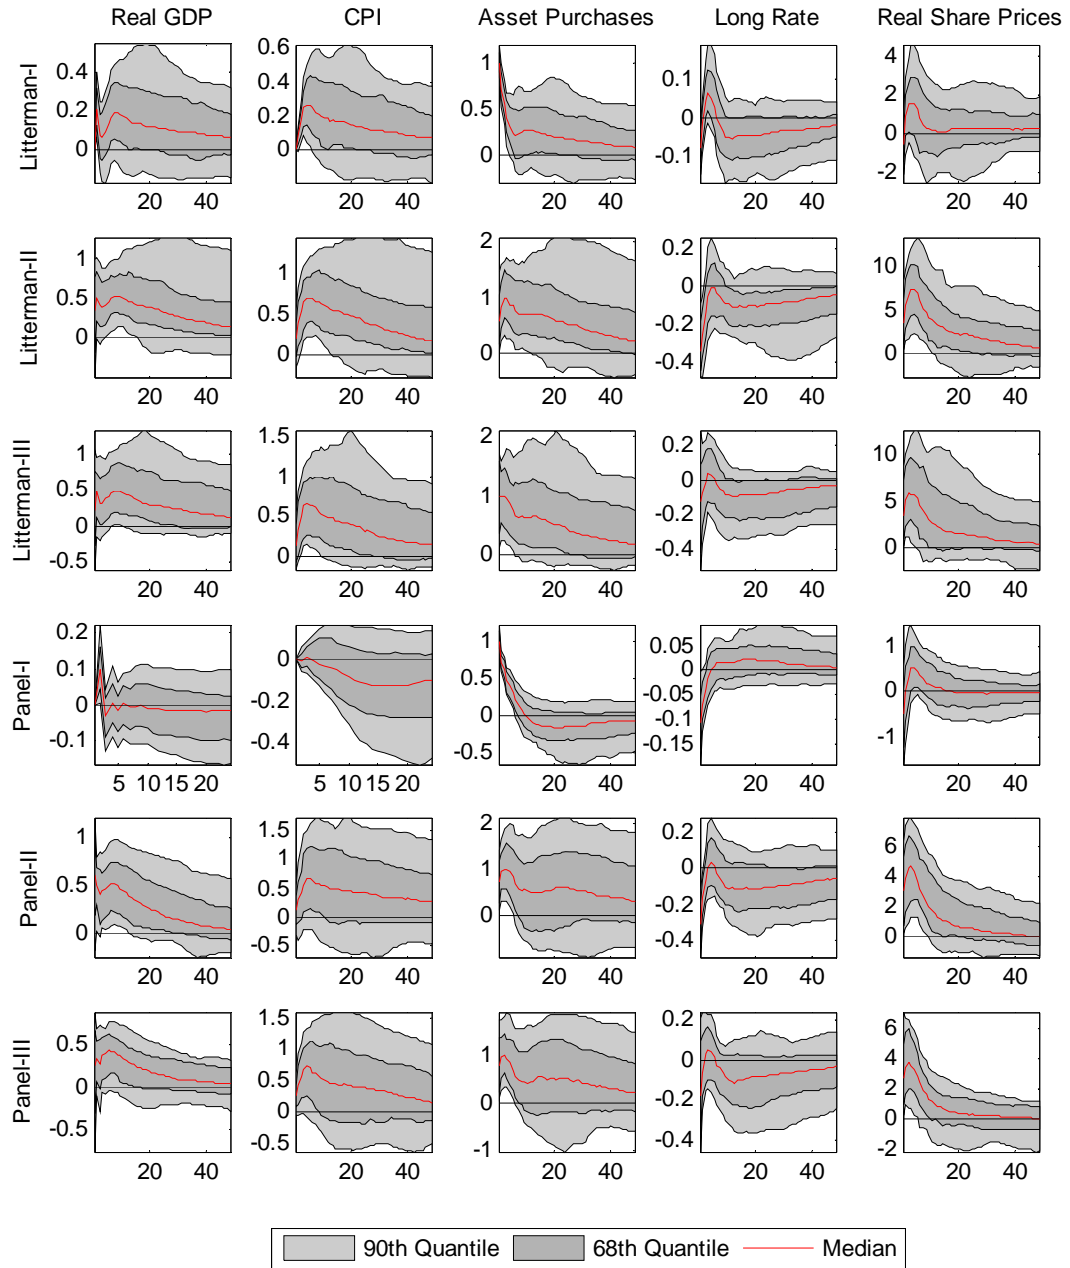 Real GDP CPI Asset Purchases Long Rate Real Share Prices
Litterman-I
0.4 0.2 0 20 40
0.6 0.4 0.2 0 20 40
1 0.5 0 20 40
0.1 0 -0.1 20 40
4 2 0 -2 20 40
Litterman-II
1 0.5 0 20 40
1 0.5 0 20 40
2 1 0 20 40
0.2 0 -0.2 -0.4 20 40
10 5 0 20 40
Litterman-III
1 0.5 0 -0.5 20 40
1.5 1 0.5 0 20 40
2 1 0 20 40
0.2 0 -0.2 -0.4 20 40
10 5 0 20 40
Panel-I
0.2 0.1 0 -0.1 5 10 15 20
0 -0.2 -0.4 5 10 15 20
1 0.5 0 -0.5 20 40
0.05 0 -0.05 -0.1 -0.15 20 40
1 0 -1 20 40
Panel-II
1 0.5 0 20 40
1.5 1 0.5 0 -0.5 20 40
2 1 0 20 40
0.2 0 -0.2 -0.4 20 40
6 4 2 0 20 40
Panel-III
0.5 0 -0.5 20 40
1.5 1 0.5 0 -0.5 20 40
1 0 -1 20 40
0.2 0 -0.2 -0.4 20 40
6 4 2 0 -2 20 40
90th Quantile 68th Quantile Median